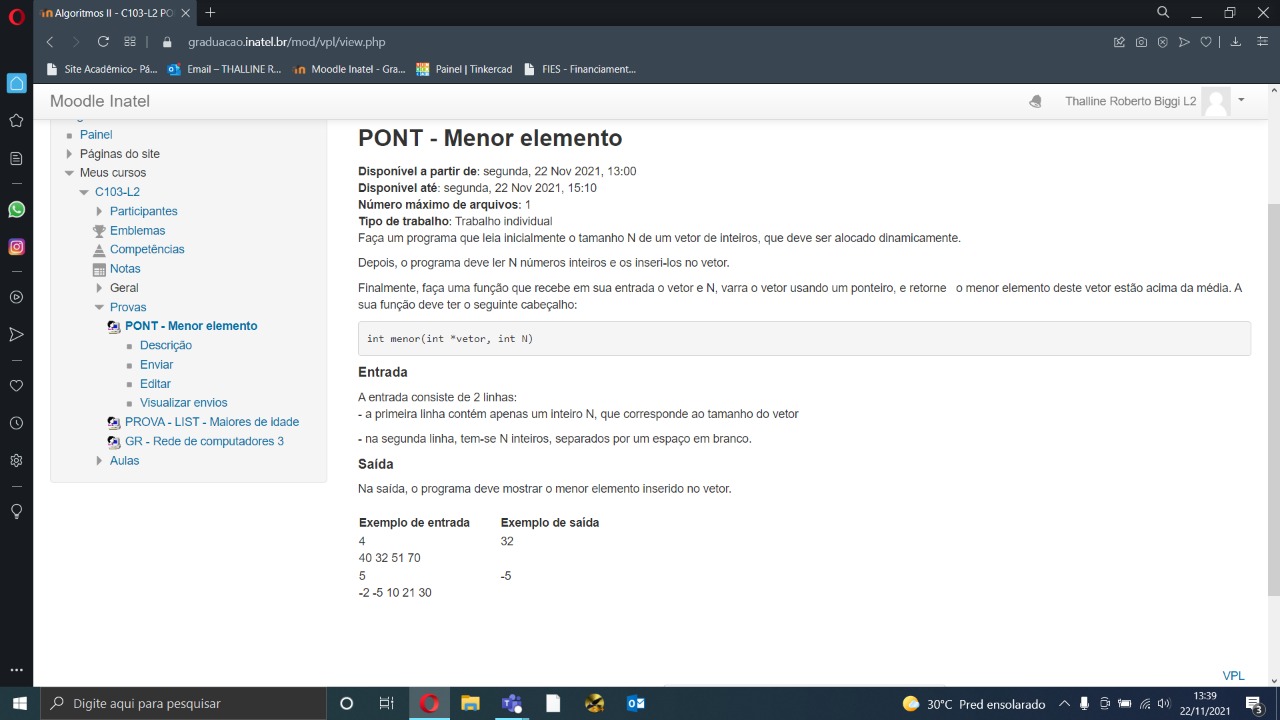 Algoritmos II - C103-L2 PO
graduacao.inatel.br/mod/vpl/view.php
Site Acadêmico- Pá...
Email – THALLINE R...
Moodle Inatel - Gra...
Painel | Tinkercad
FIES - Financiament...
Moodle Inatel
Thalline Roberto Biggi L2
Painel
Páginas do site
Meus cursos
C103-L2
Participantes
Emblemas
Competências
Notas
Geral
Provas
PONT - Menor elemento
Descrição
Enviar
Editar
Visualizar envios
PROVA - LIST - Maiores de Idade
GR - Rede de computadores 3
Aulas
PONT - Menor elemento
Disponível a partir de: segunda, 22 Nov 2021, 13:00
Disponível até: segunda, 22 Nov 2021, 15:10
Número máximo de arquivos: 1
Tipo de trabalho: Trabalho individual
Faça um programa que leia inicialmente o tamanho N de um vetor de inteiros, que deve ser alocado dinamicamente.
Depois, o programa deve ler N números inteiros e os inseri-los no vetor.
Finalmente, faça uma função que recebe em sua entrada o vetor e N, varra o vetor usando um ponteiro, e retorne o menor elemento deste vetor estão acima da média. A
sua função deve ter o seguinte cabeçalho:
int menor(int *vetor, int N)
Entrada
A entrada consiste de 2 linhas:
- a primeira linha contém apenas um inteiro N, que corresponde ao tamanho do vetor
- na segunda linha, tem-se N inteiros, separados por um espaço em branco.
Saída
Na saída, o programa deve mostrar o menor elemento inserido no vetor.
Exemplo de entrada Exemplo de saída
4 32
40 32 51 70
5 -5
-2 -5 10 21 30
VPL
Digite aqui para pesquisar
30°C Pred ensolarado
13:39
22/11/2021
3